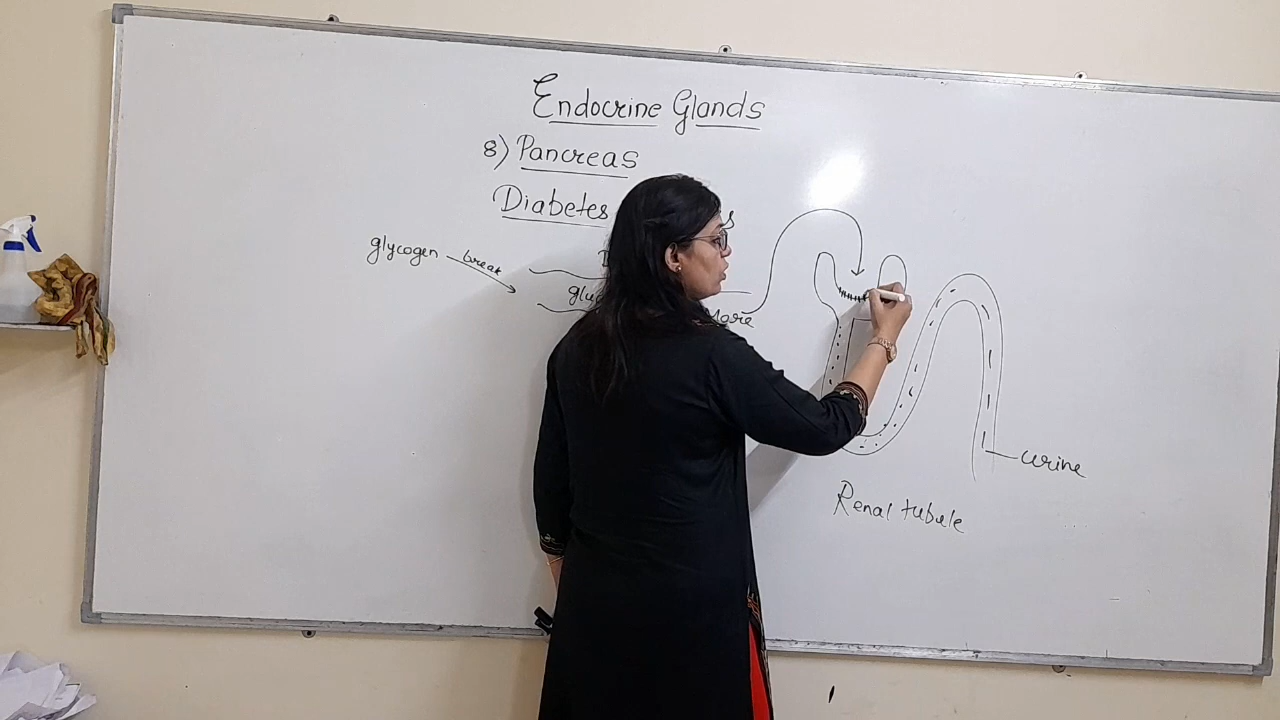 Endocrine Glands
8) Pancreas
Diabetes
glycogen break
More
urine
Renal tubule